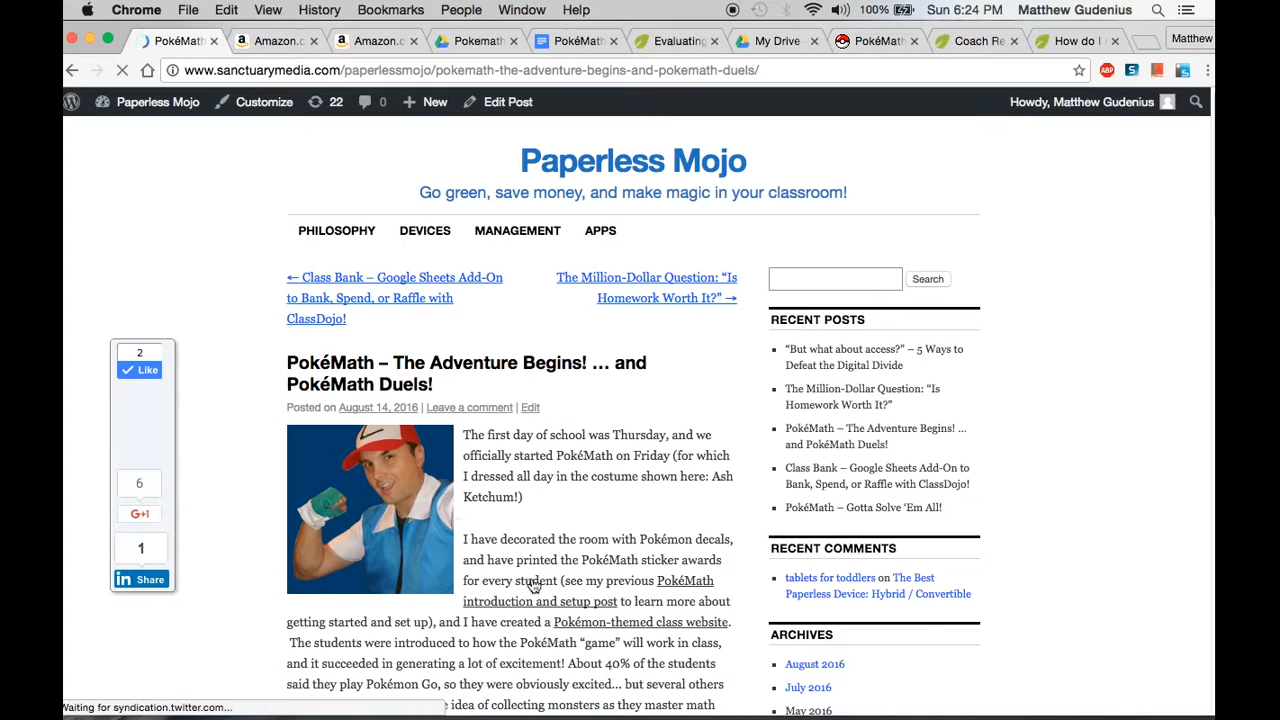 Chrome File Edit View History Bookmarks People Window Help 100% Sun 6:24 PM Matthew Gudenius
PokéMath Amazon.c Amazon.c Pokemath PokéMath Evaluating My Drive PokéMath Coach Re How do I Matthew
www.sanctuarymedia.com/paperlessmojo/pokemath-the-adventure-begins-and-pokemath-duels/ ABP S
Paperless Mojo Customize 22 0 New Edit Post Howdy, Matthew Gudenius
Paperless Mojo
Go green, save money, and make magic in your classroom!
PHILOSOPHY DEVICES MANAGEMENT APPS
← Class Bank – Google Sheets Add-On
to Bank, Spend, or Raffle with
ClassDojo!
The Million-Dollar Question: “Is
Homework Worth It?” →
PokéMath – The Adventure Begins! … and
PokéMath Duels!
Posted on August 14, 2016 | Leave a comment | Edit
The first day of school was Thursday, and we
officially started PokéMath on Friday (for which
I dressed all day in the costume shown here: Ash
Ketchum!)
I have decorated the room with Pokémon decals,
and have printed the PokéMath sticker awards
for every student (see my previous PokéMath
introduction and setup post to learn more about
getting started and set up), and I have created a Pokémon-themed class website.
The students were introduced to how the PokéMath “game” will work in class,
and it succeeded in generating a lot of excitement! About 40% of the students
said they play Pokémon Go, so they were obviously excited… but several others
idea of collecting monsters as they master math
2
Like
6
G+1
1
in Share
Search
RECENT POSTS
“But what about access?” – 5 Ways to
Defeat the Digital Divide
The Million-Dollar Question: “Is
Homework Worth It?”
PokéMath – The Adventure Begins! …
and PokéMath Duels!
Class Bank – Google Sheets Add-On to
Bank, Spend, or Raffle with ClassDojo!
PokéMath – Gotta Solve ‘Em All!
RECENT COMMENTS
tablets for toddlers on The Best
Paperless Device: Hybrid / Convertible
ARCHIVES
August 2016
July 2016
May 2016
Waiting for syndication.twitter.com...